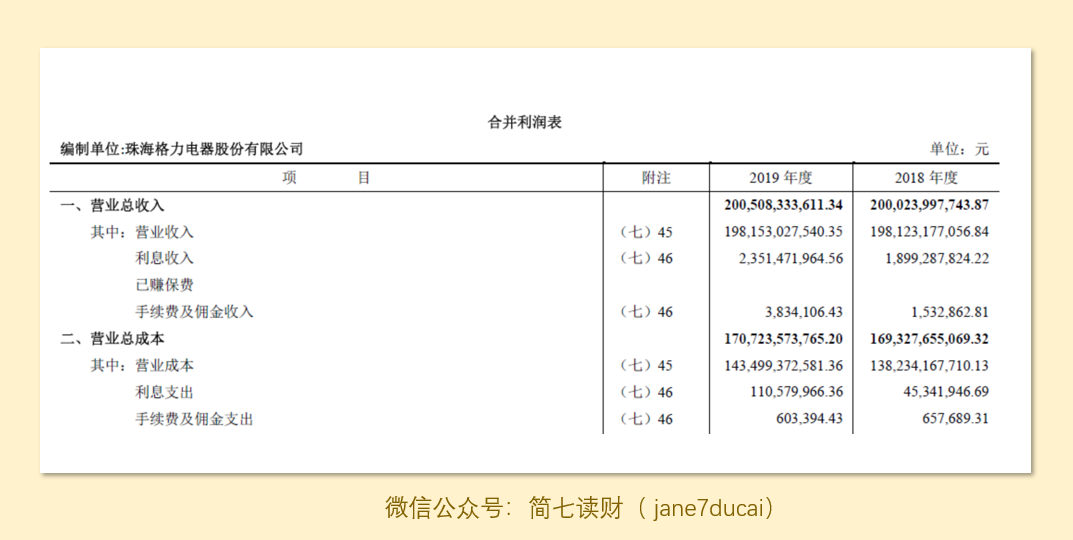 合并利润表
编制单位:珠海格力电器股份有限公司 单位：元
项 目 附注 2019 年度 2018 年度
一、营业总收入 200,508,333,611.34 200,023,997,743.87
其中：营业收入 （七）45 198,153,027,540.35 198,123,177,056.84
利息收入 （七）46 2,351,471,964.56 1,899,287,824.22
已赚保费
手续费及佣金收入 （七）46 3,834,106.43 1,532,862.81
二、营业总成本 170,723,573,765.20 169,327,655,069.32
其中：营业成本 （七）45 143,499,372,581.36 138,234,167,710.13
利息支出 （七）46 110,579,966.36 45,341,946.69
手续费及佣金支出 （七）46 603,394.43 657,689.31
微信公众号：简七读财（ jane7ducai）